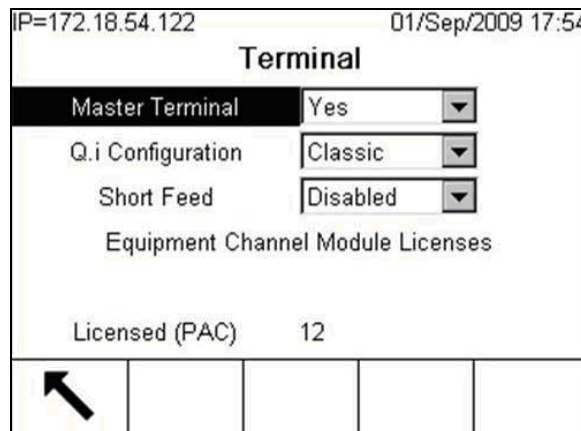 IP=172.18.54.122 01/Sep/2009 17:54
Terminal
Master Terminal Yes
Q.i Configuration Classic
Short Feed Disabled
Equipment Channel Module Licenses
Licensed (PAC) 12